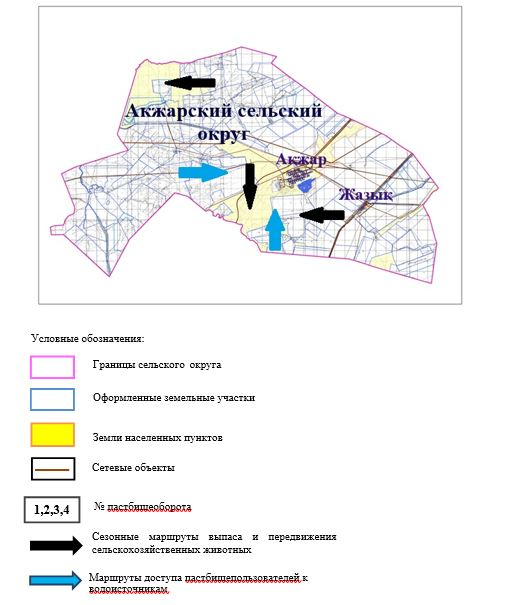 Акжарский сельский
округ
Акжар
Жазык
Условные обозначения:
Границы сельского округа
Оформленные земельные участки
Земли населенных пунктов
Сетевые объекты
1,2,3,4 № пастбищеоборота
Сезонные маршруты выпаса и передвижения
сельскохозяйственных животных
Маршруты доступа пастбищепользователей к
водоисточникам